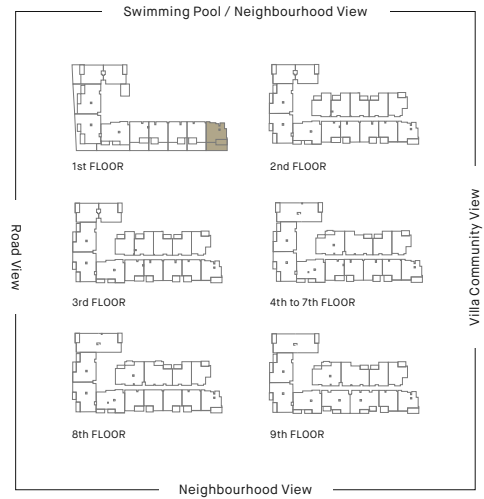 Swimming Pool / Neighbourhood View
1st FLOOR
2nd FLOOR
Road View
Villa Community View
3rd FLOOR
4th to 7th FLOOR
8th FLOOR
9th FLOOR
Neighbourhood View